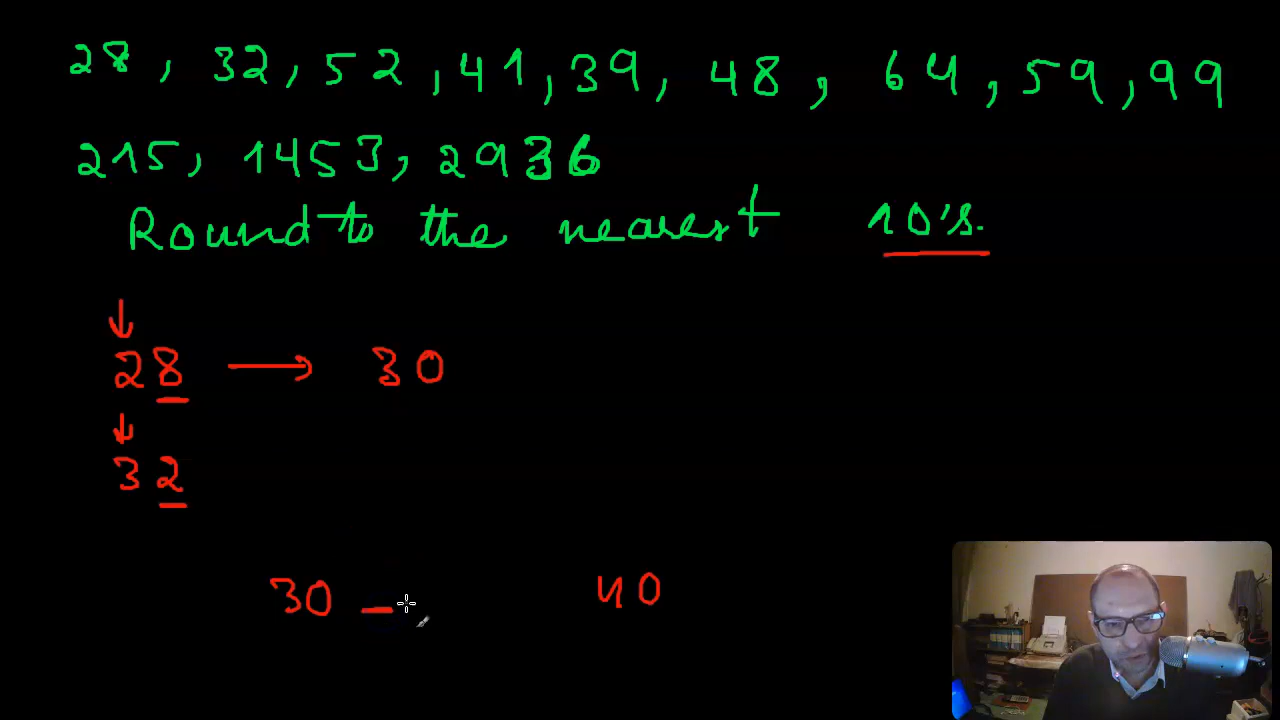 28, 32, 52, 41, 39, 48, 64, 59, 99
215, 1453, 2936
Round to the nearest 10's.
28 → 30
32
30 — 40